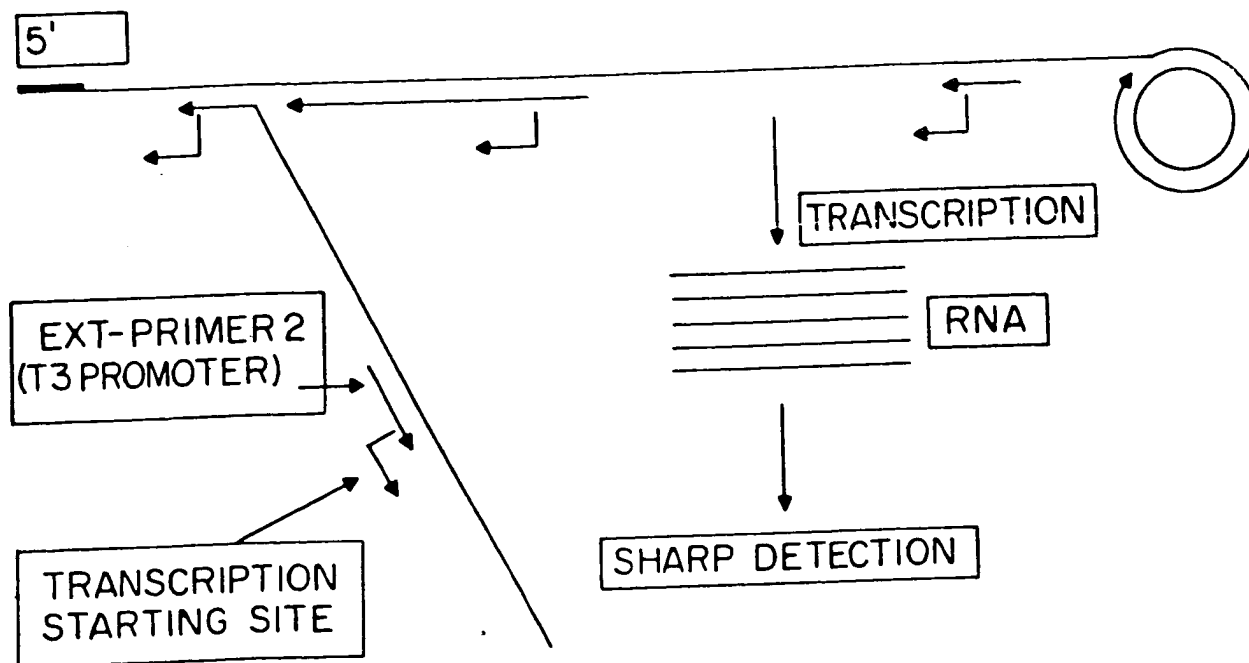 5'
TRANSCRIPTION
RNA
EXT-PRIMER 2
(T3 PROMOTER)
SHARP DETECTION
TRANSCRIPTION
STARTING SITE